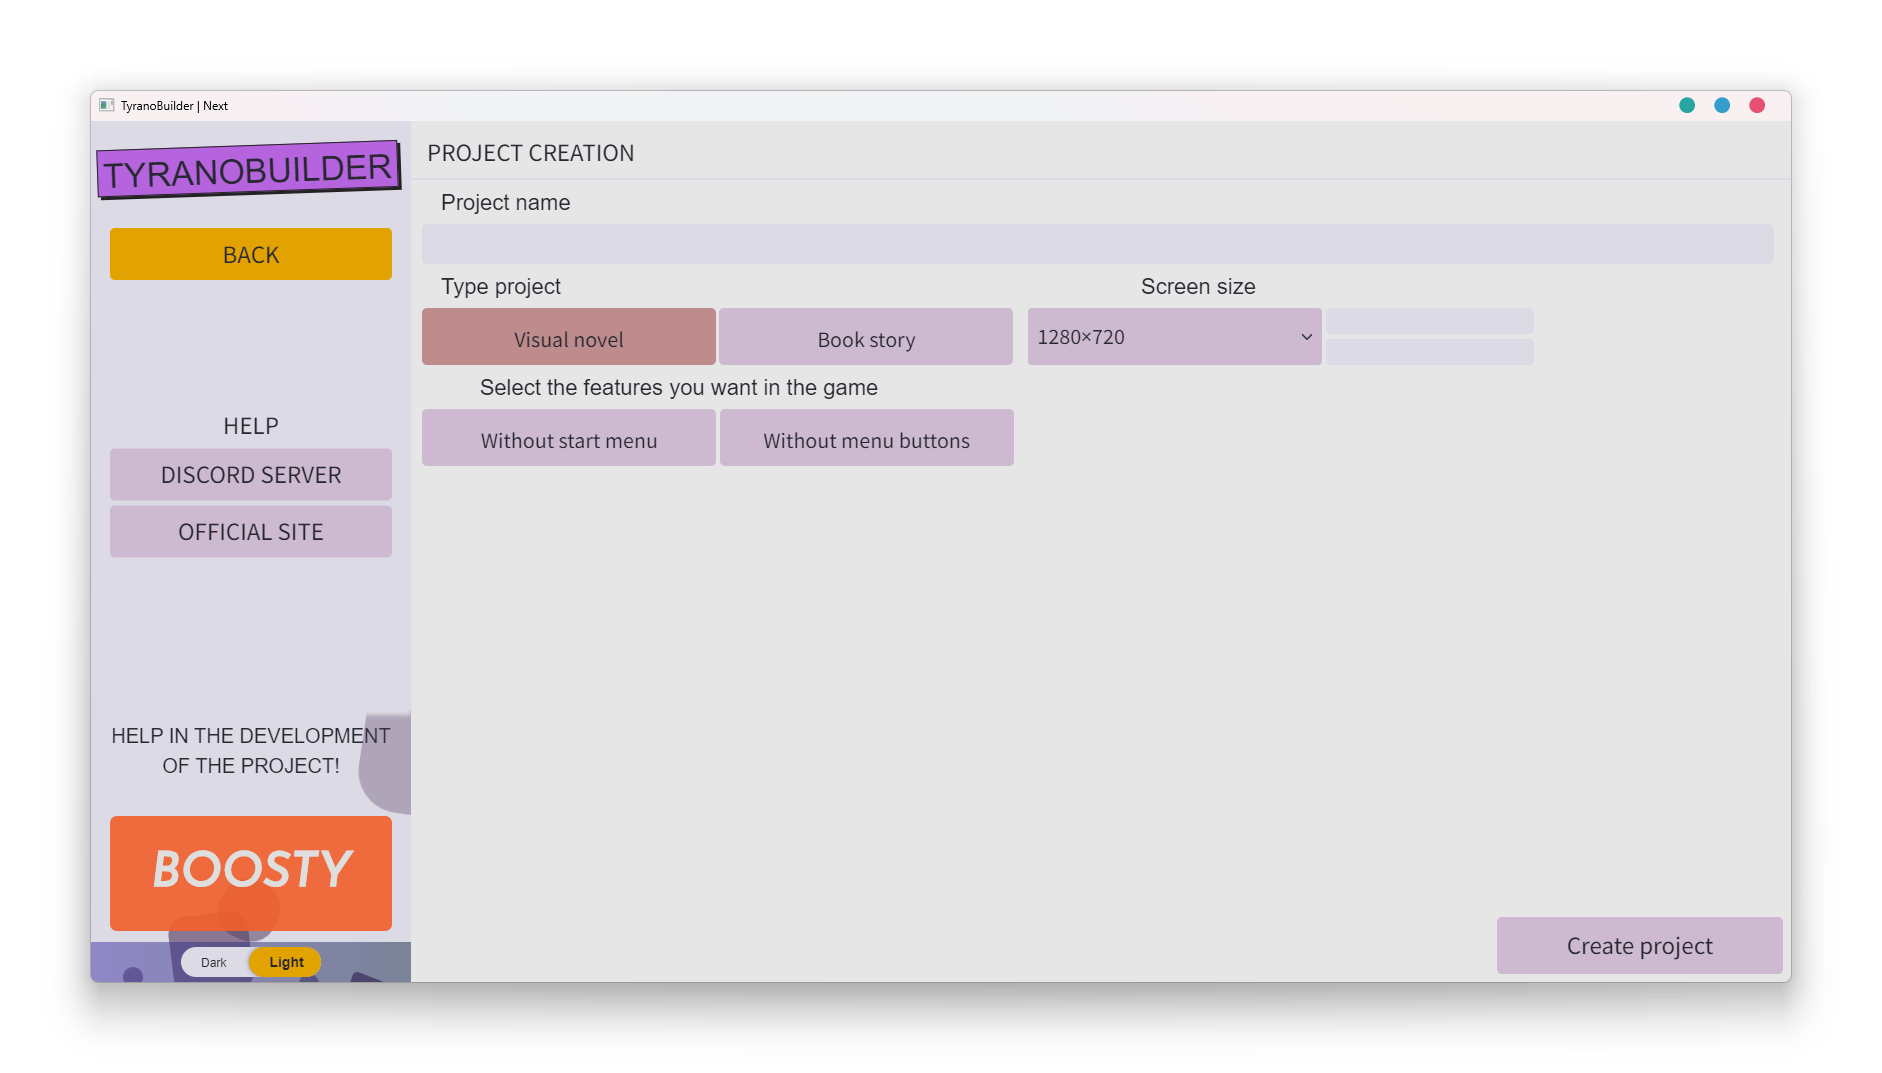 TyranoBuilder | Next
TYRANOBUILDER
BACK
HELP
DISCORD SERVER
OFFICIAL SITE
HELP IN THE DEVELOPMENT
OF THE PROJECT!
BOOSTY
Dark Light
PROJECT CREATION
Project name
Type project
Visual novel Book story
Screen size
1280×720
Select the features you want in the game
Without start menu Without menu buttons
Create project